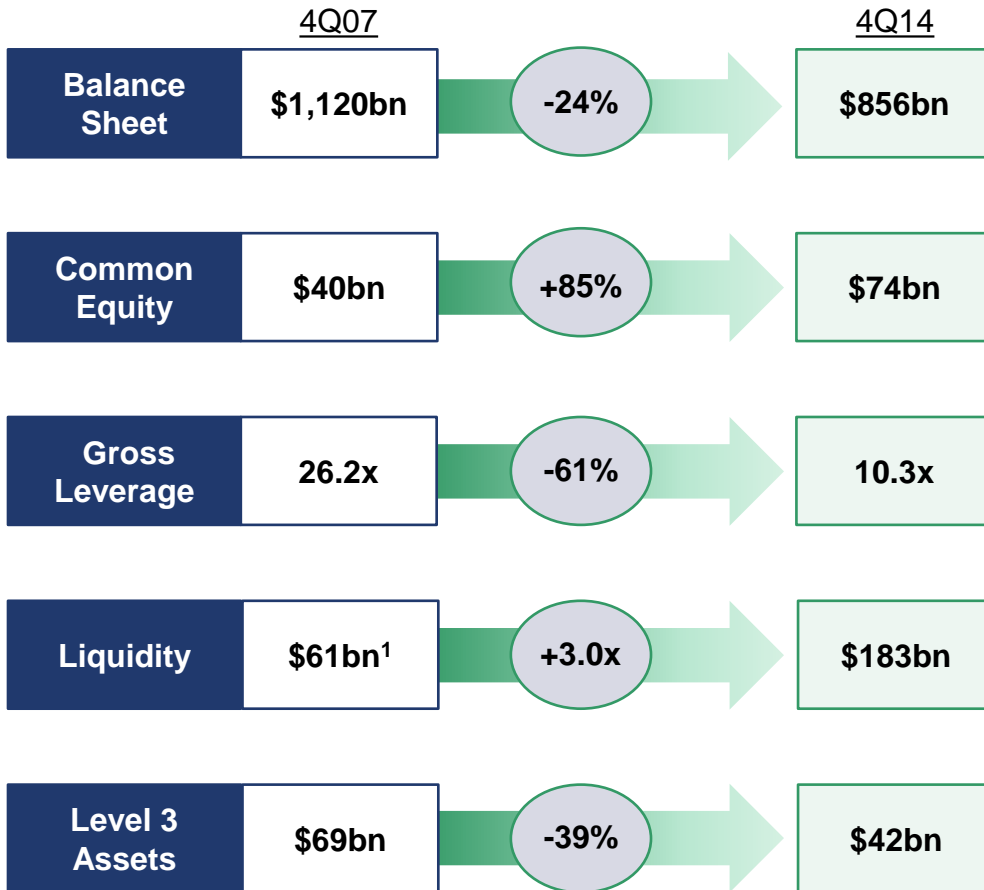 4Q07 4Q14
Balance
Sheet
$1,120bn -24% $856bn
Common
Equity
$40bn +85% $74bn
Gross
Leverage
26.2x -61% 10.3x
Liquidity $61bn¹ +3.0x $183bn
Level 3
Assets
$69bn -39% $42bn